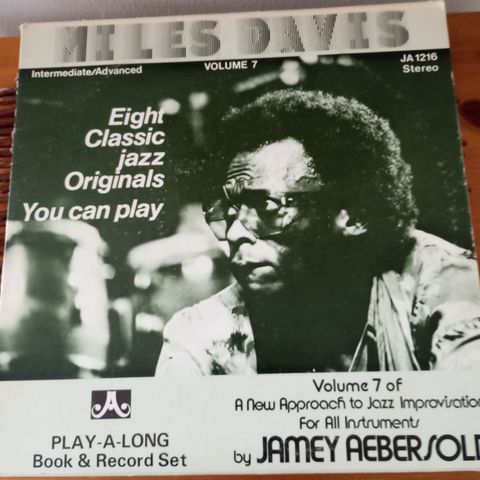 MILES DAVIS
Intermediate/Advanced
VOLUME 7
JA 1216
Stereo
Eight
Classic
jazz
Originals
You can play
A
PLAY-A-LONG
Book & Record Set
Volume 7 of
A New Approach to Jazz Improvisation
For All Instruments
by JAMEY AEBERSOLD